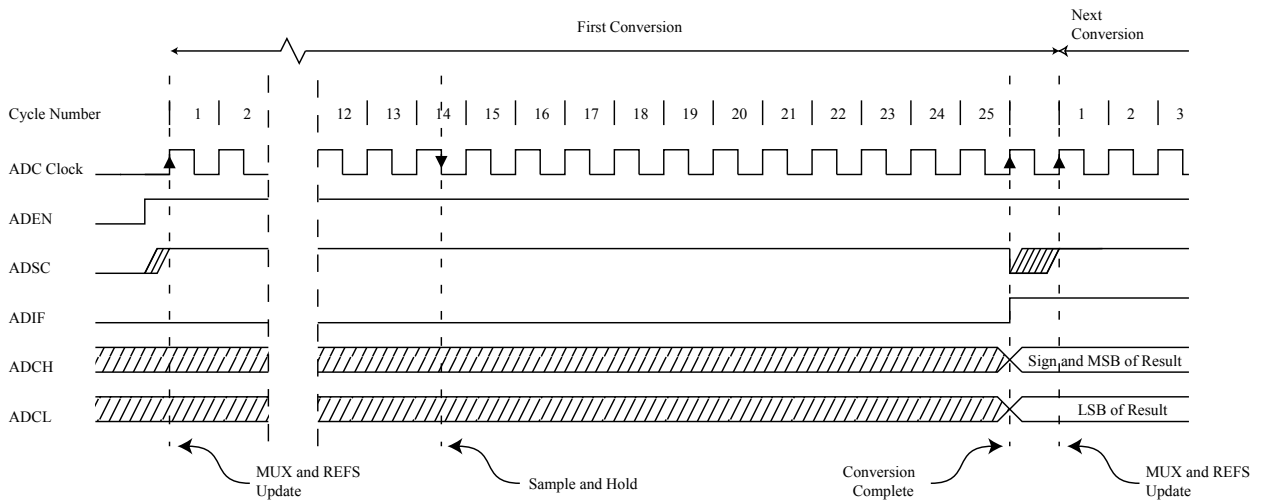 First Conversion
Next
Conversion
Cycle Number 1 2 12 13 14 15 16 17 18 19 20 21 22 23 24 25 1 2 3
ADC Clock
ADEN
ADSC
ADIF
ADCH Sign and MSB of Result
ADCL LSB of Result
MUX and REFS
Update
Sample and Hold
Conversion
Complete
MUX and REFS
Update